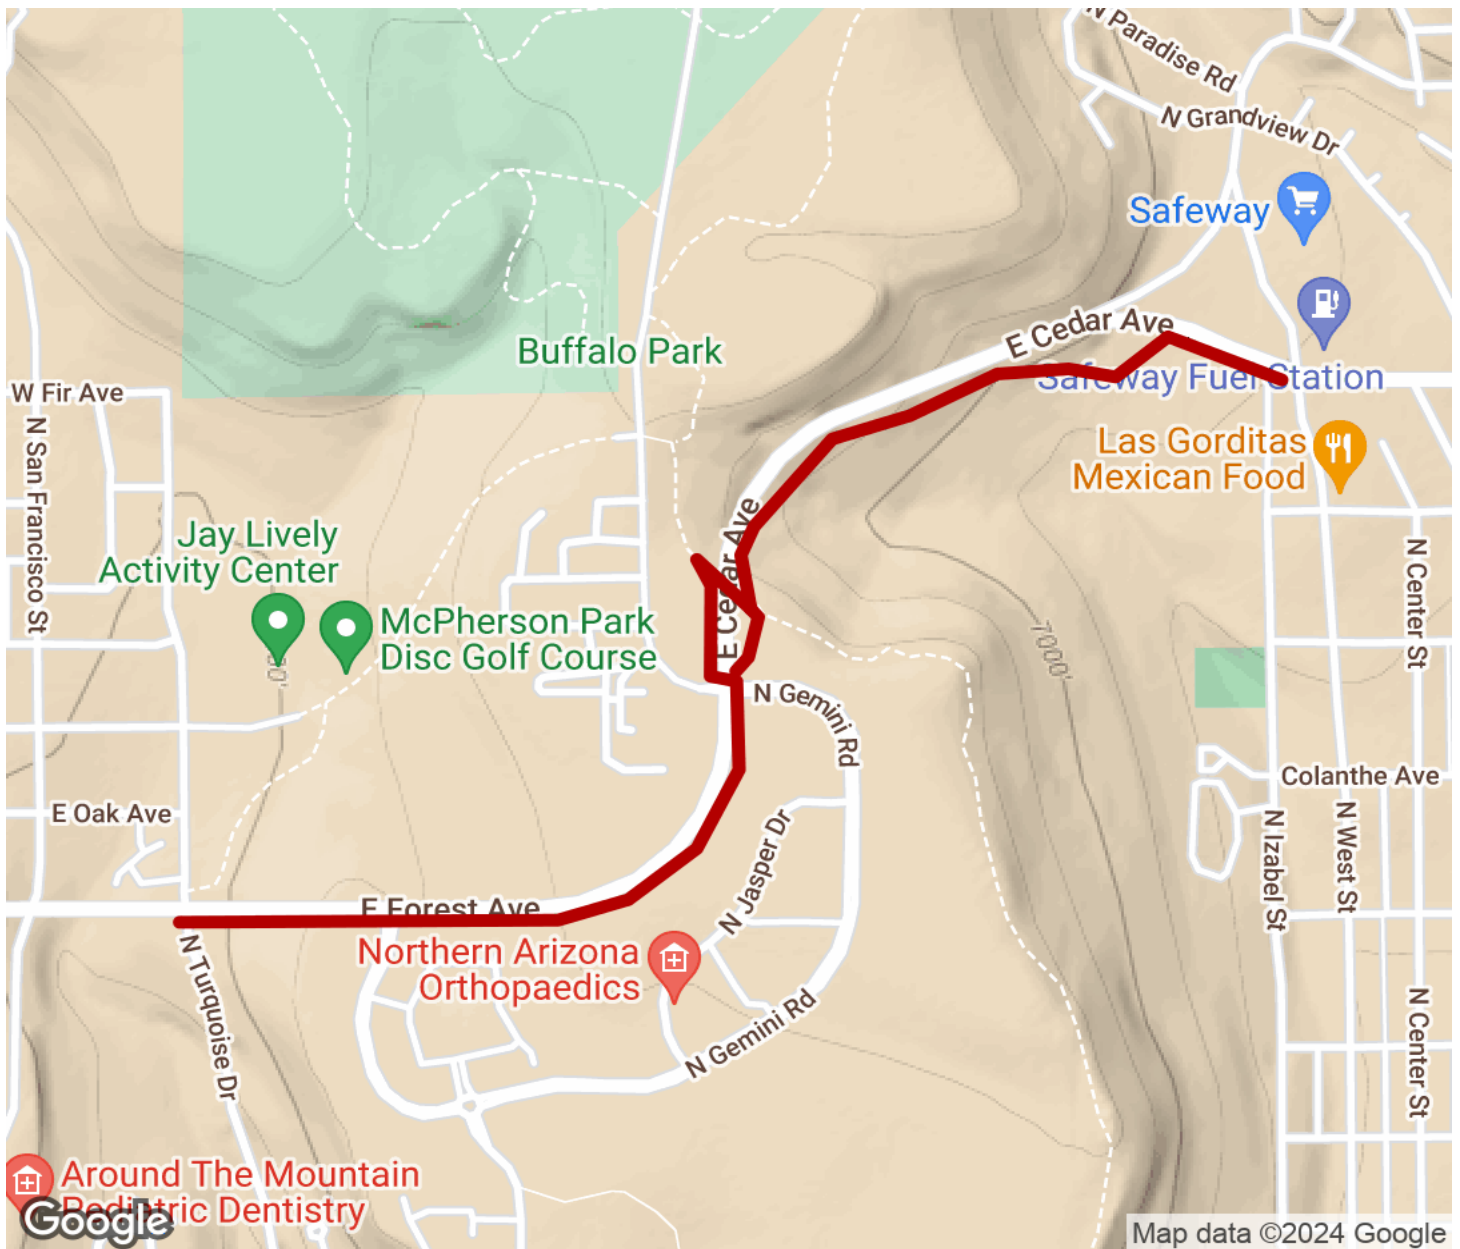 N Paradise Rd
N Grandview Dr
Safeway
E Cedar Ave
Buffalo Park
Safeway Fuel Station
W Fir Ave
N San Francisco St
Las Gorditas
Mexican Food
E Cedar Ave
Jay Lively
Activity Center
N Center St
McPherson Park
Disc Golf Course
7000'
N Gemini Rd
Colanthe Ave
E Oak Ave
N Jasper Dr
N Izabel St
N West St
E Forest Ave
Northern Arizona
Orthopaedics
N Turquoise Dr
N Gemini Rd
N Center St
Around The Mountain
Pediatric Dentistry
Google
Map data ©2024 Google